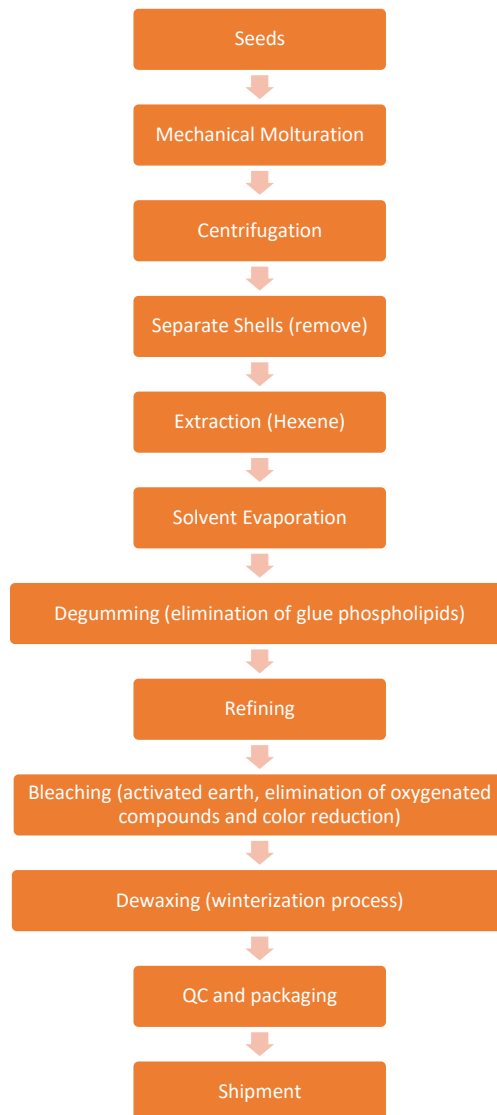 Seeds
Mechanical Molturation
Centrifugation
Separate Shells (remove)
Extraction (Hexene)
Solvent Evaporation
Degumming (elimination of glue phospholipids)
Refining
Bleaching (activated earth, elimination of oxygenated
compounds and color reduction)
Dewaxing (winterization process)
QC and packaging
Shipment